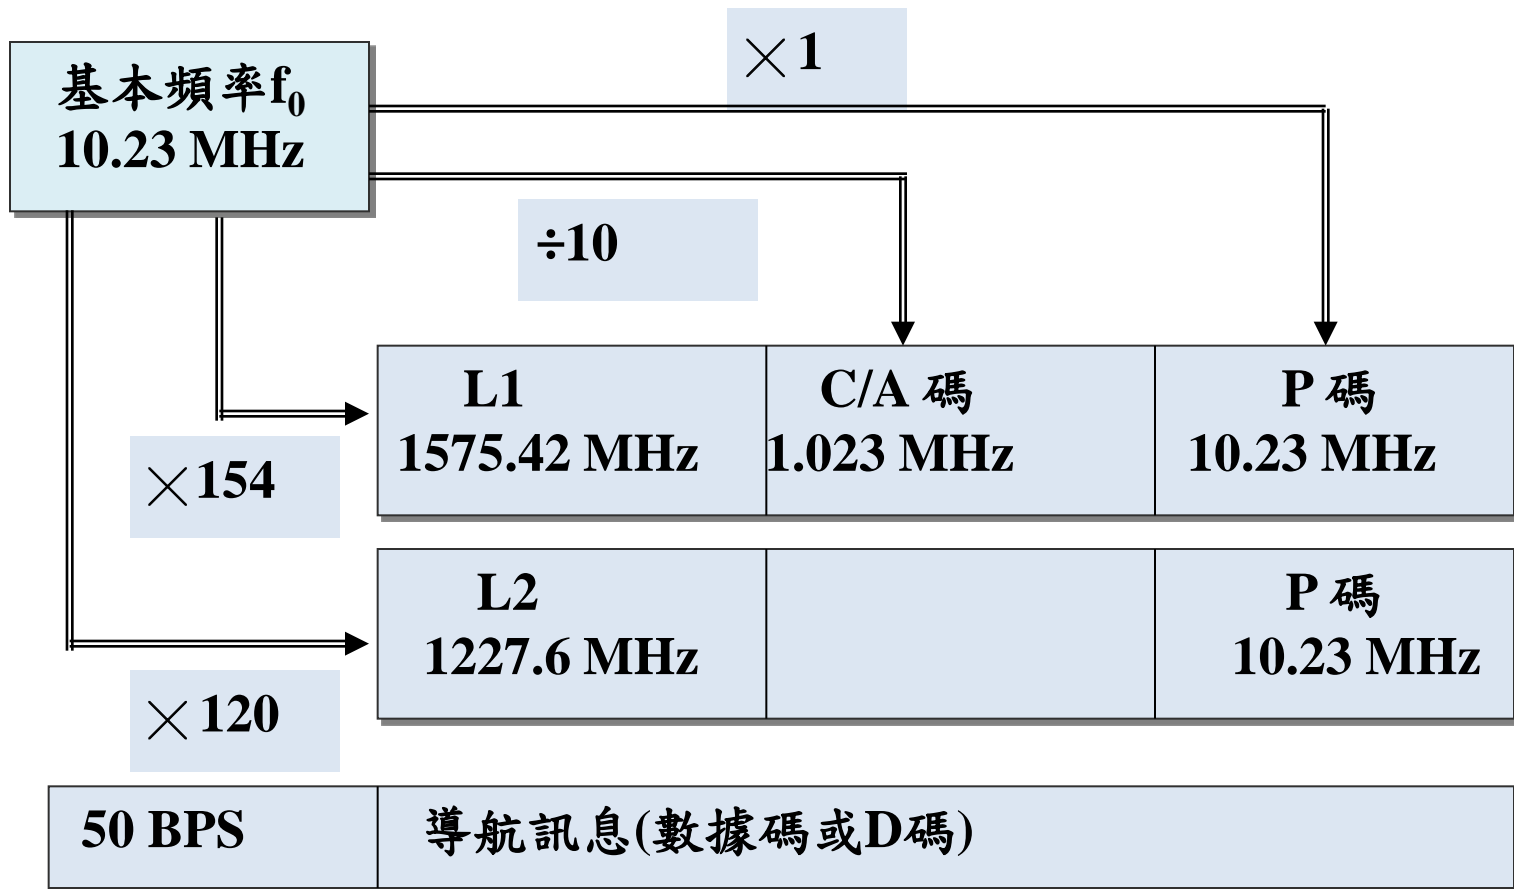 ×1
基本頻率f₀
10.23 MHz
÷10
L1
C/A 碼
P 碼
1575.42 MHz
1.023 MHz
10.23 MHz
×154
L2
P 碼
1227.6 MHz
10.23 MHz
×120
50 BPS
導航訊息(數據碼或D碼)